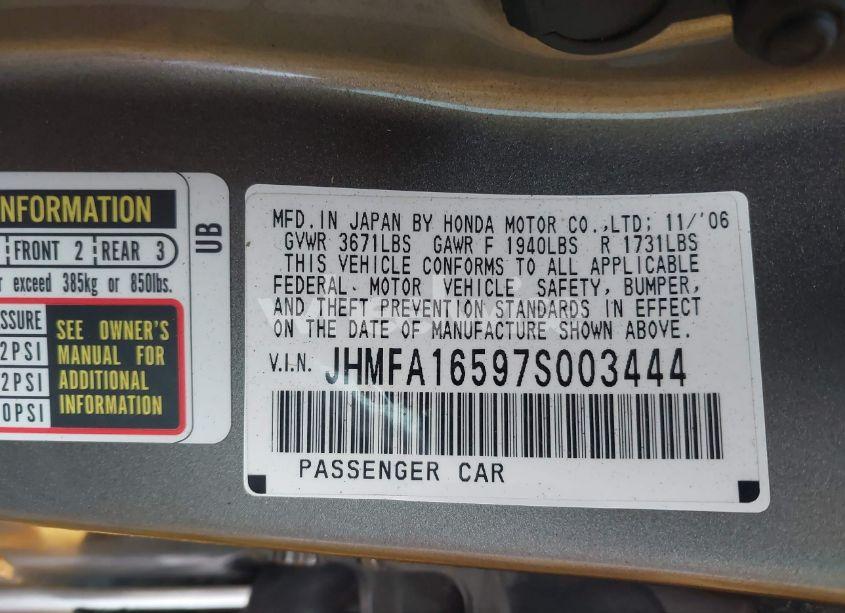 INFORMATION
FRONT 2 REAR 3
exceed 385kg or 850lbs.
UB
SEE OWNER'S
MANUAL FOR
ADDITIONAL
INFORMATION
2PSI
2PSI
0PSI
MFD. IN JAPAN BY HONDA MOTOR CO.,LTD; 11/'06
GVWR 3671LBS GAWR F 1940LBS R 1731LBS
THIS VEHICLE CONFORMS TO ALL APPLICABLE
FEDERAL MOTOR VEHICLE SAFETY, BUMPER,
AND THEFT PREVENTION STANDARDS IN EFFECT
ON THE DATE OF MANUFACTURE SHOWN ABOVE.
V.I.N. JHMFA16597S003444
PASSENGER CAR